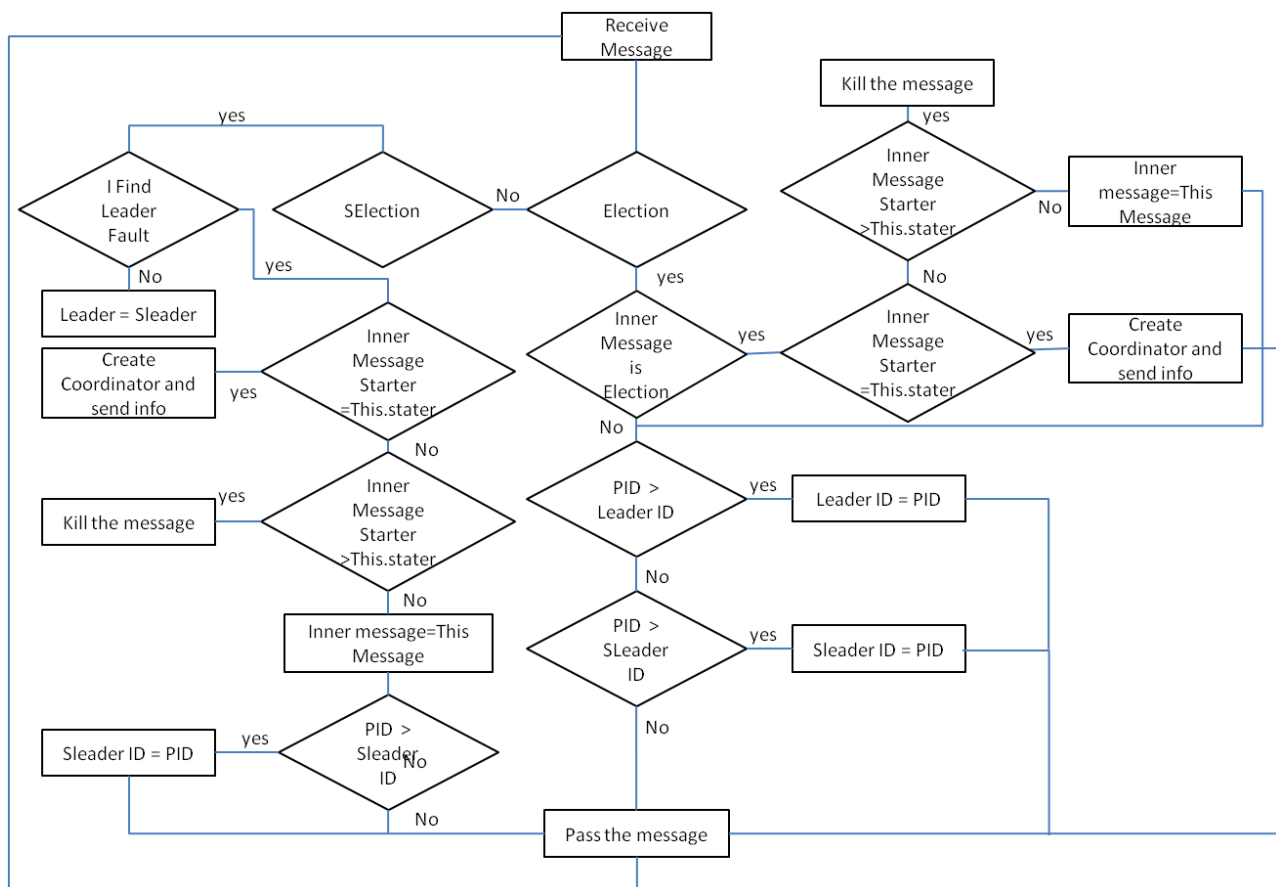 Receive
Message
Kill the message
yes
yes
Inner
Message
Starter
>This.stater
Inner
message=This
Message
No
I Find
Leader
Fault
SElection
No
Election
No
yes
yes
No
Leader = Sleader
Inner
Message
Starter
=This.stater
Inner
Message
is
Election
yes
Inner
Message
Starter
=This.stater
yes
Create
Coordinator and
send info
Create
Coordinator and
send info
yes
No
No
PID >
Leader ID
yes
Leader ID = PID
Kill the message
yes
Inner
Message
Starter
>This.stater
No
No
Inner message=This
Message
PID >
SLeader
ID
yes
Sleader ID = PID
No
Sleader ID = PID
yes
PID >
Sleader
No
ID
No
Pass the message